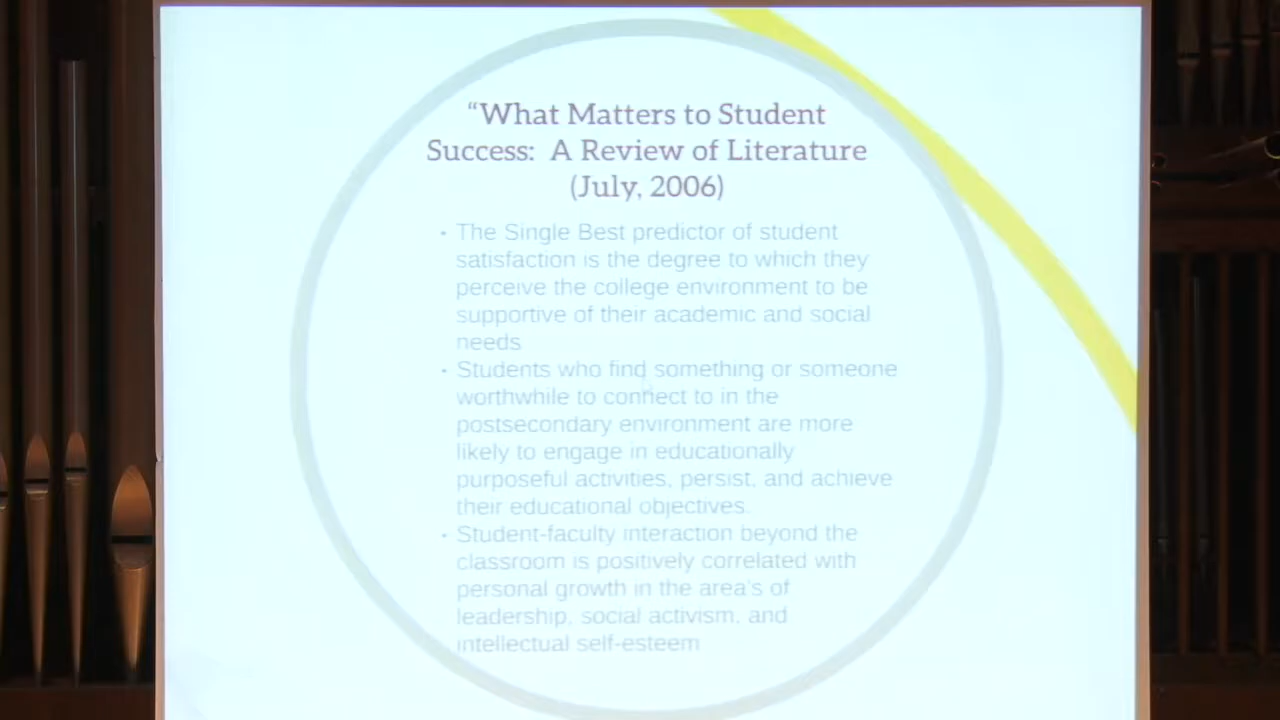 “What Matters to Student
Success: A Review of Literature
(July, 2006)
• The Single Best predictor of student
satisfaction is the degree to which they
perceive the college environment to be
supportive of their academic and social
needs
• Students who find something or someone
worthwhile to connect to in the
postsecondary environment are more
likely to engage in educationally
purposeful activities, persist, and achieve
their educational objectives.
• Student-faculty interaction beyond the
classroom is positively correlated with
personal growth in the area's of
leadership, social activism, and
intellectual self-esteem